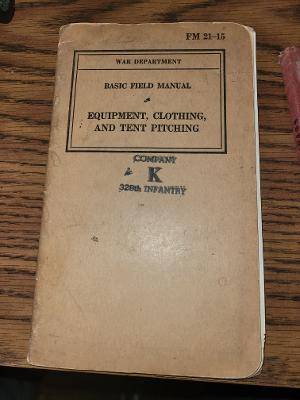 FM 21-15
WAR DEPARTMENT
BASIC FIELD MANUAL
EQUIPMENT, CLOTHING,
AND TENT PITCHING
COMPANY
K
328th INFANTRY